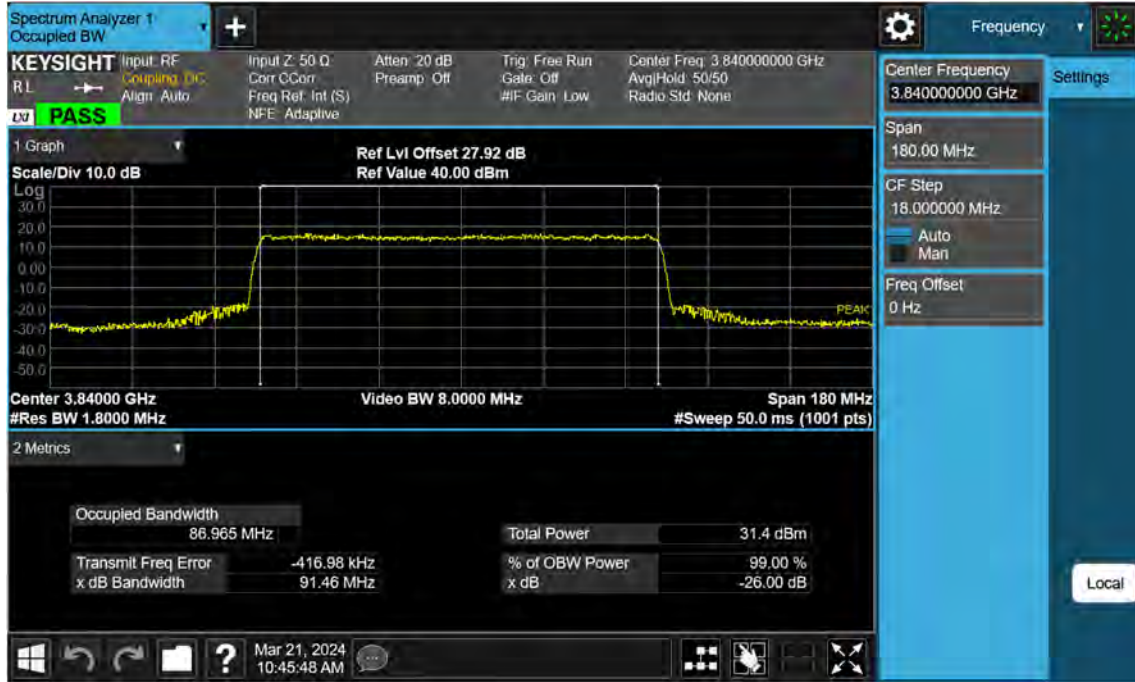 Spectrum Analyzer 1
Occupied BW
+
Frequency
KEYSIGHT
RL
LXI PASS
Input: RF
Coupling: DC
Align: Auto
Input Z: 50 Ω
Corr CCorr
Freq Ref: Int (S)
NFE: Adaptive
Atten: 20 dB
Preamp: Off
Trig: Free Run
Gate: Off
#IF Gain: Low
Center Freq: 3.840000000 GHz
Avg|Hold: 50/50
Radio Std: None
Center Frequency
3.840000000 GHz
Settings
Span
180.00 MHz
CF Step
18.000000 MHz
Auto
Man
Freq Offset
0 Hz
Local
1 Graph
Scale/Div 10.0 dB
Ref Lvl Offset 27.92 dB
Ref Value 40.00 dBm
Log
30.0
20.0
10.0
0.00
-10.0
-20.0
-30.0
-40.0
-50.0
PEAK
Center 3.84000 GHz
Video BW 8.0000 MHz
Span 180 MHz
#Res BW 1.8000 MHz
#Sweep 50.0 ms (1001 pts)
2 Metrics
Occupied Bandwidth
86.965 MHz
Total Power 31.4 dBm
Transmit Freq Error -416.98 kHz
% of OBW Power 99.00 %
x dB Bandwidth 91.46 MHz
x dB -26.00 dB
?
Mar 21, 2024
10:45:48 AM